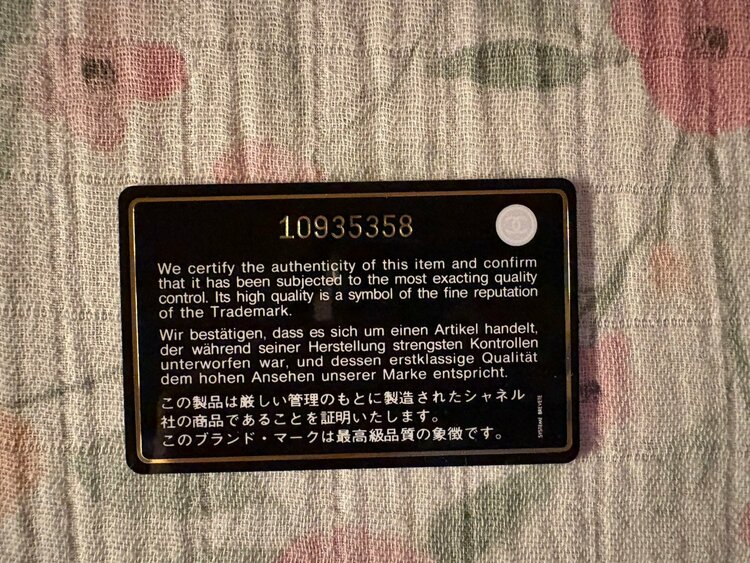 10935358
We certify the authenticity of this item and confirm
that it has been subjected to the most exacting quality
control. Its high quality is a symbol of the fine reputation
of the Trademark.
Wir bestätigen, dass es sich um einen Artikel handelt,
der während seiner Herstellung strengsten Kontrollen
unterworfen war, und dessen erstklassige Qualität
dem hohen Ansehen unserer Marke entspricht.
この製品は厳しい管理のもとに製造されたシャネル
社の商品であることを証明いたします。
このブランド・マークは最高級品質の象徴です。
SYSTEME BREVETE